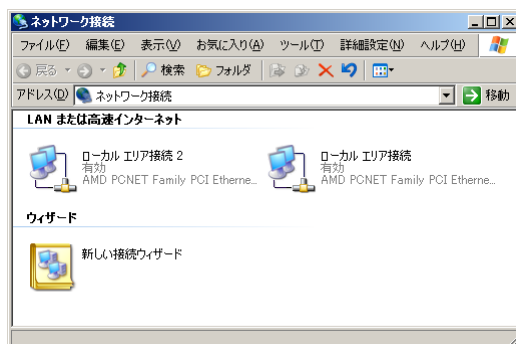 ネットワーク接続
ファイル(F) 編集(E) 表示(V) お気に入り(A) ツール(T) 詳細設定(N) ヘルプ(H)
戻る 検索 フォルダ
アドレス(D) ネットワーク接続 移動
LAN または高速インターネット
ローカル エリア接続 2
有効
AMD PCNET Family PCI Etherne...
ローカル エリア接続
有効
AMD PCNET Family PCI Etherne...
ウィザード
新しい接続ウィザード